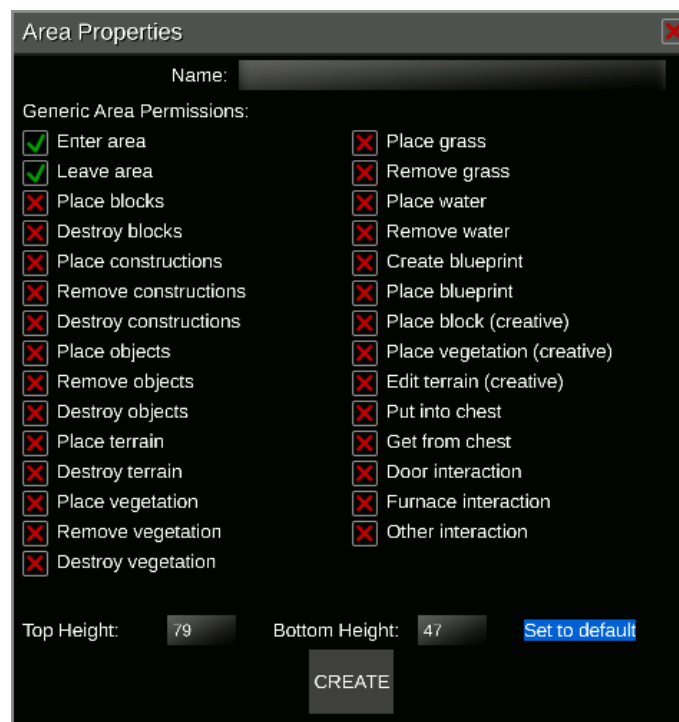 Area Properties
Name:
Generic Area Permissions:
Enter area
Leave area
Place blocks
Destroy blocks
Place constructions
Remove constructions
Destroy constructions
Place objects
Remove objects
Destroy objects
Place terrain
Destroy terrain
Place vegetation
Remove vegetation
Destroy vegetation
Place grass
Remove grass
Place water
Remove water
Create blueprint
Place blueprint
Place block (creative)
Place vegetation (creative)
Edit terrain (creative)
Put into chest
Get from chest
Door interaction
Furnace interaction
Other interaction
Top Height: 79 Bottom Height: 47 Set to default
CREATE